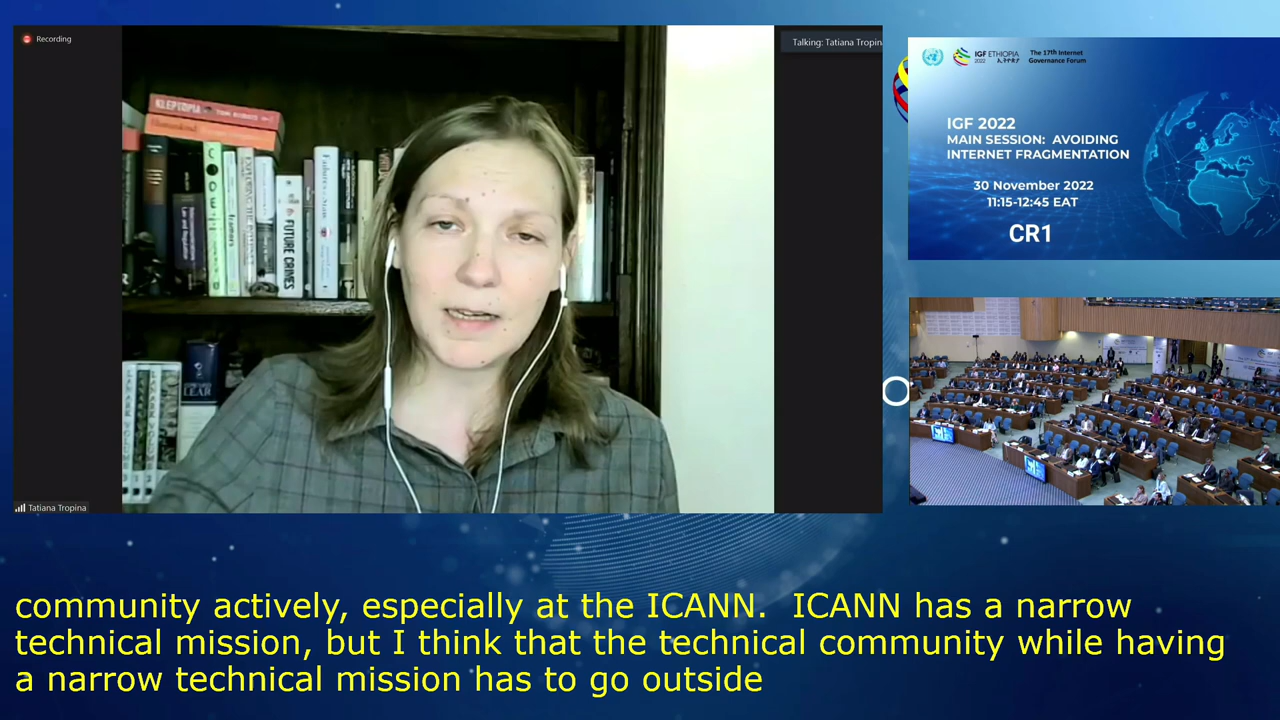 Recording
Talking: Tatiana Tropin
KLEPTOPIA
FUTURE CRIMES
LEAR
Tatiana Tropina
IGF ETHIOPIA
2022
ኢትዮጵያ
The 17th Internet
Governance Forum
IGF 2022
MAIN SESSION: AVOIDING
INTERNET FRAGMENTATION
30 November 2022
11:15-12:45 EAT
CR1
community actively, especially at the ICANN. ICANN has a narrow
technical mission, but I think that the technical community while having
a narrow technical mission has to go outside